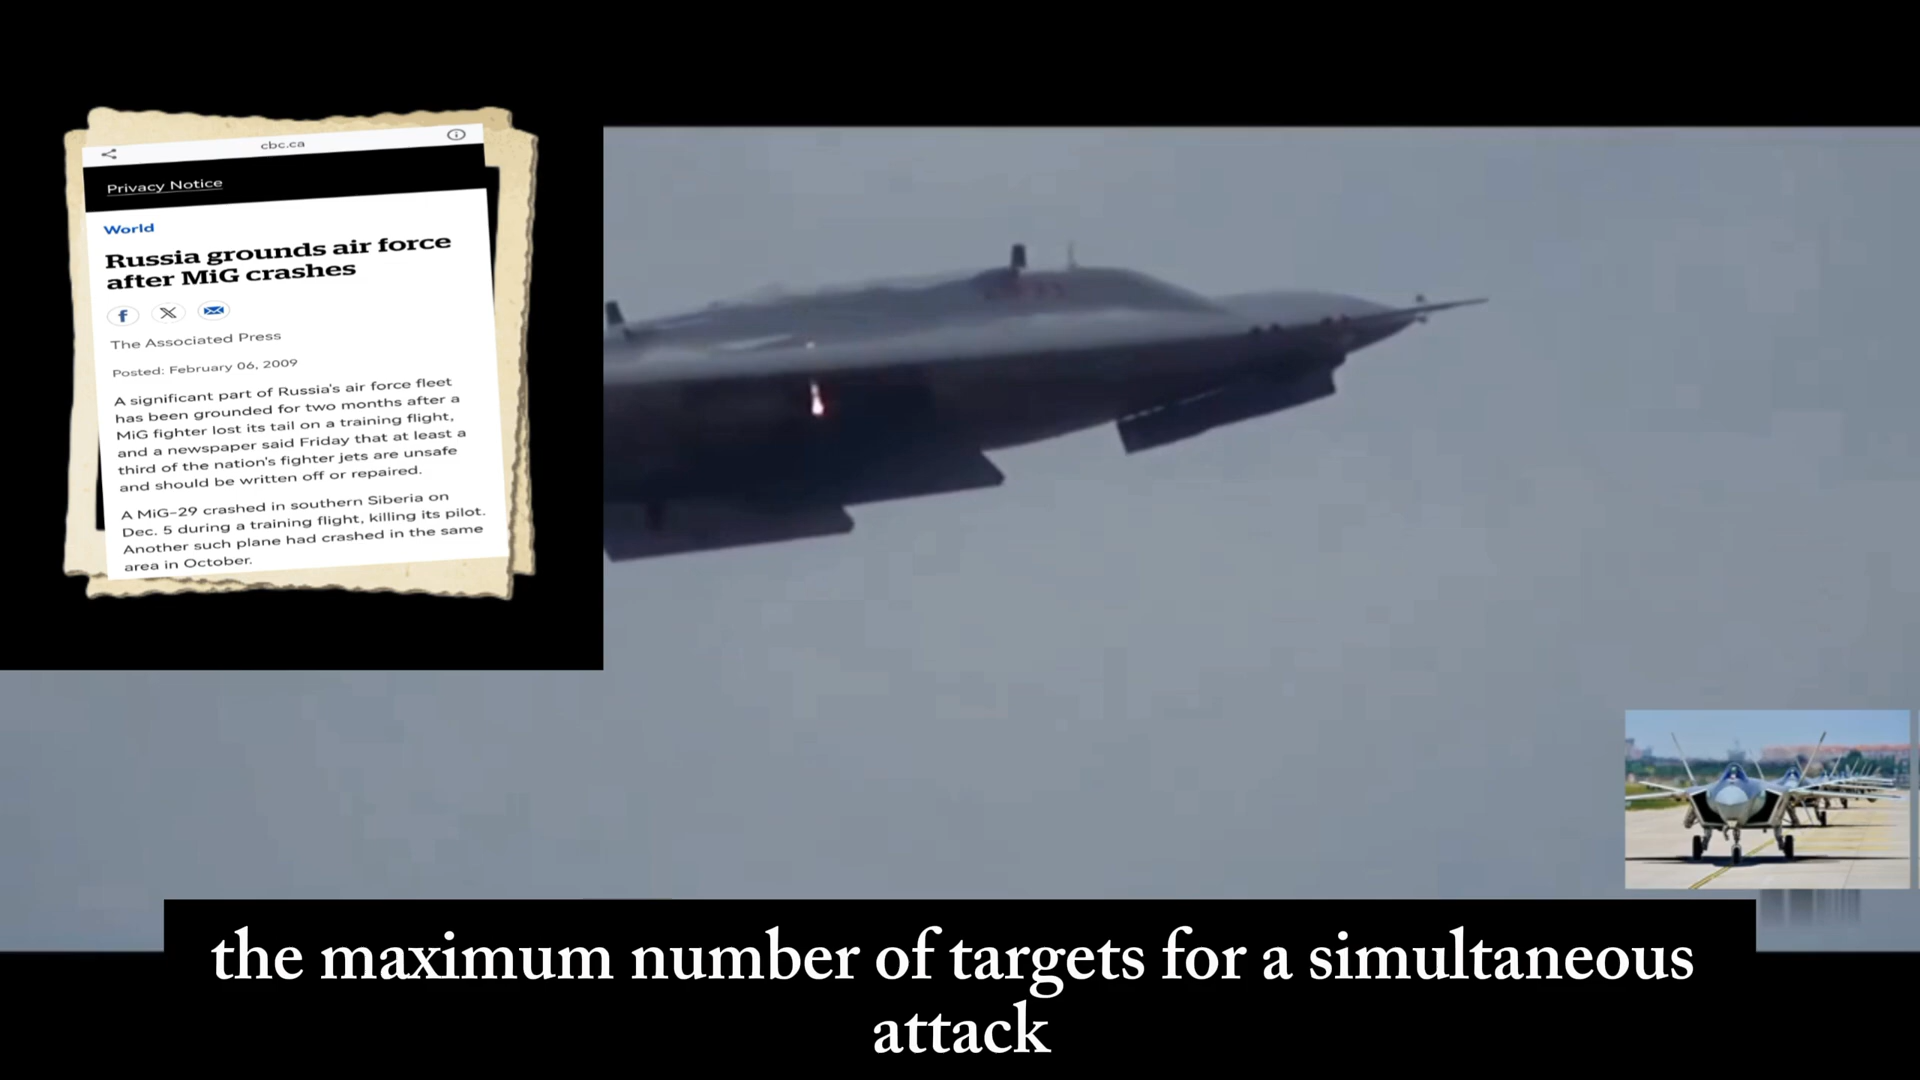 cbc.ca
Privacy Notice
World
Russia grounds air force
after MiG crashes
The Associated Press
Posted: February 06, 2009
A significant part of Russia's air force fleet
has been grounded for two months after a
MiG fighter lost its tail on a training flight,
and a newspaper said Friday that at least a
third of the nation's fighter jets are unsafe
and should be written off or repaired.
A MiG-29 crashed in southern Siberia on
Dec. 5 during a training flight, killing its pilot.
Another such plane had crashed in the same
area in October.
the maximum number of targets for a simultaneous
attack